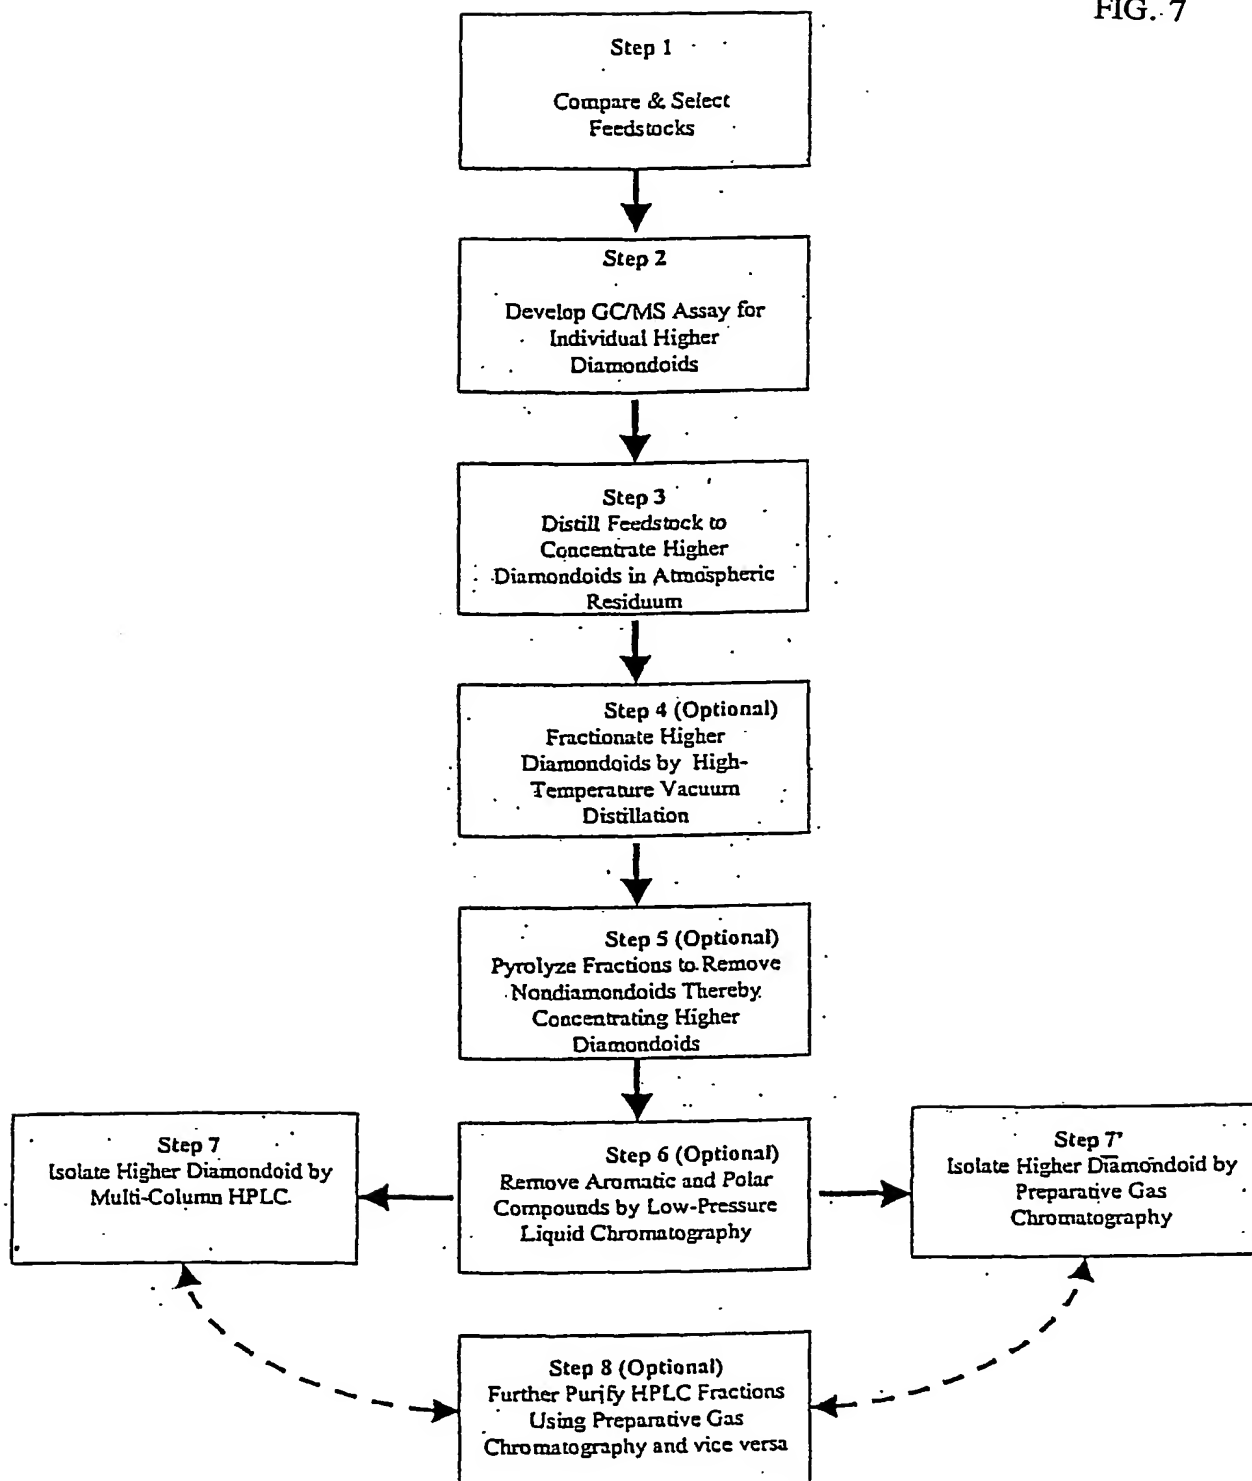 FIG. 7
Step 1
Compare & Select
Feedstocks
Step 2
Develop GC/MS Assay for
Individual Higher
Diamondoids
Step 3
Distill Feedstock to
Concentrate Higher
Diamondoids in Atmospheric
Residuum
Step 4 (Optional)
Fractionate Higher
Diamondoids by High-
Temperature Vacuum
Distillation
Step 5 (Optional)
Pyrolyze Fractions to Remove
Nondiamondoids Thereby
Concentrating Higher
Diamondoids
Step 6 (Optional)
Remove Aromatic and Polar
Compounds by Low-Pressure
Liquid Chromatography
Step 7
Isolate Higher Diamondoid by
Multi-Column HPLC
Step 7'
Isolate Higher Diamondoid by
Preparative Gas
Chromatography
Step 8 (Optional)
Further Purify HPLC Fractions
Using Preparative Gas
Chromatography and vice versa